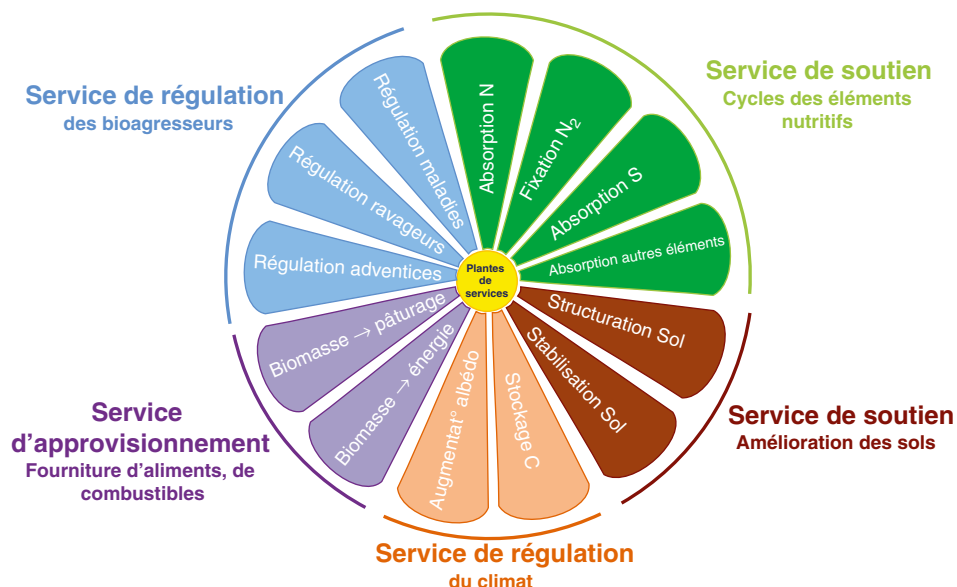 Service de soutien
Cycles des éléments
nutritifs
Absorption N
Fixation N₂
Absorption S
Absorption autres éléments
Structuration Sol
Stabilisation Sol
Service de soutien
Amélioration des sols
Stockage C
Augmentat° albédo
Service de régulation
du climat
Biomasse → énergie
Biomasse → pâturage
Service
d'approvisionnement
Fourniture d'aliments, de
combustibles
Régulation adventices
Régulation ravageurs
Régulation maladies
Service de régulation
des bioagresseurs
Plantes
de
services